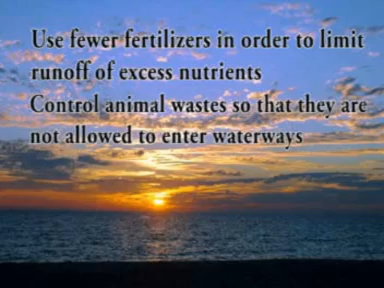 Use fewer fertilizers in order to limit
runoff of excess nutrients
Control animal wastes so that they are
not allowed to enter waterways